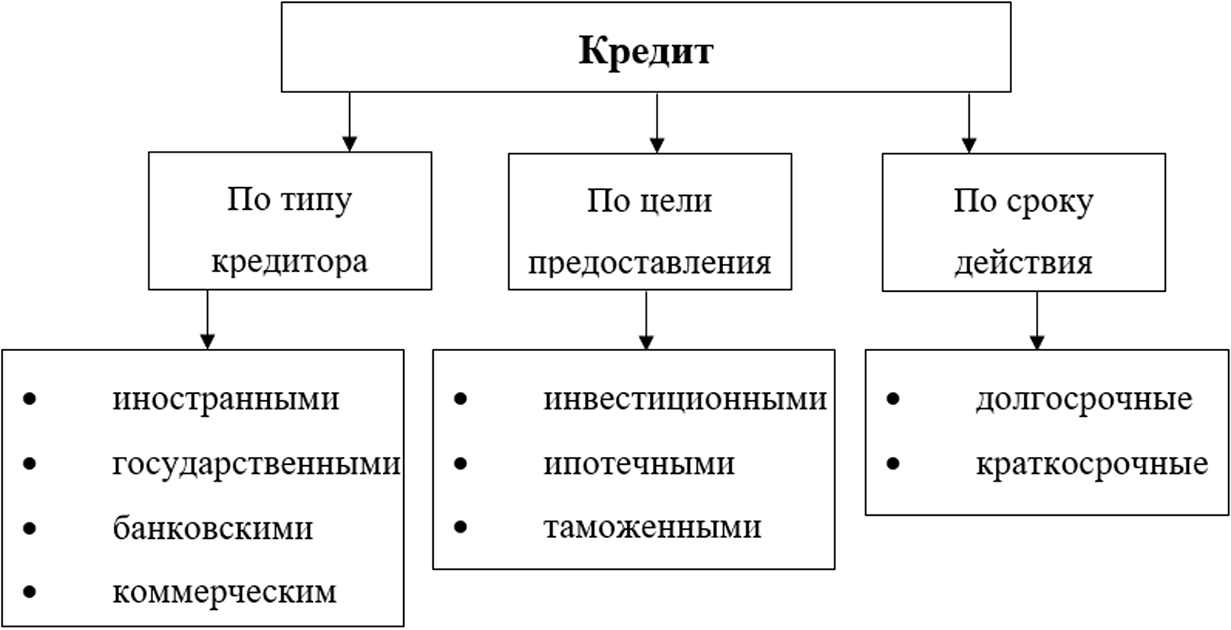 Кредит
По типу
кредитора
По цели
предоставления
По сроку
действия
• иностранными
• государственными
• банковскими
• коммерческим
• инвестиционными
• ипотечными
• таможенными
• долгосрочные
• краткосрочные